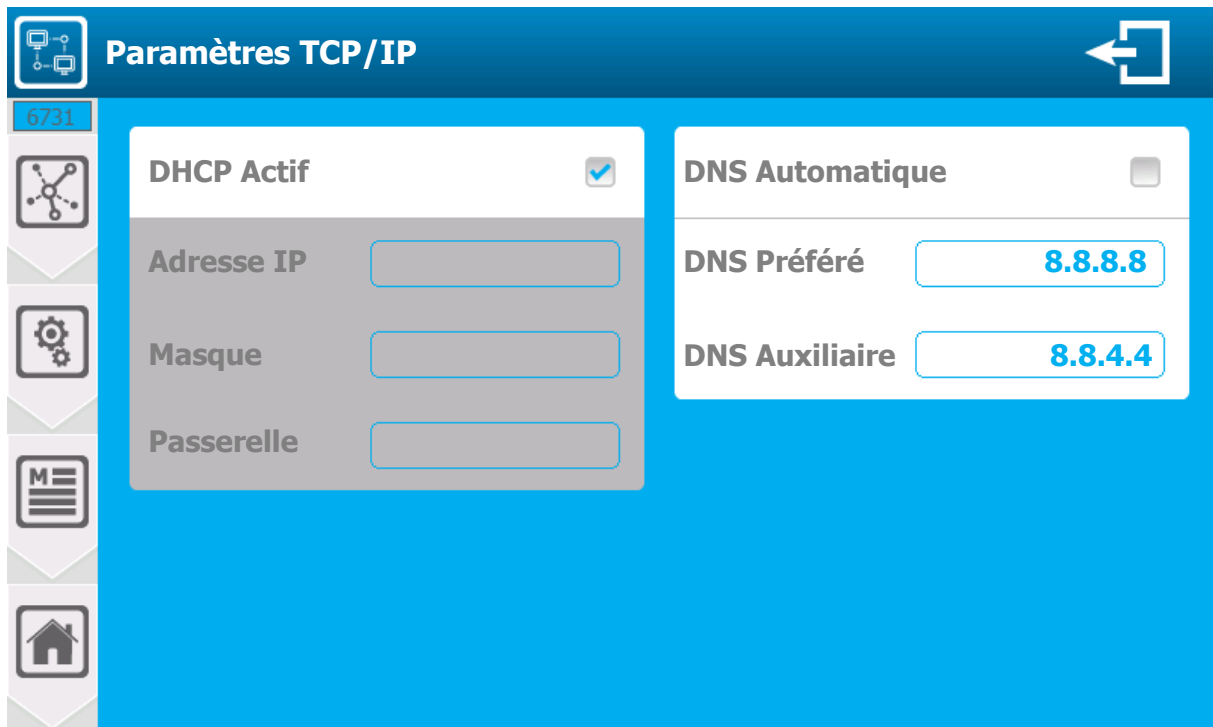 Paramètres TCP/IP
6731
DHCP Actif
Adresse IP
Masque
Passerelle
DNS Automatique
DNS Préféré 8.8.8.8
DNS Auxiliaire 8.8.4.4
M